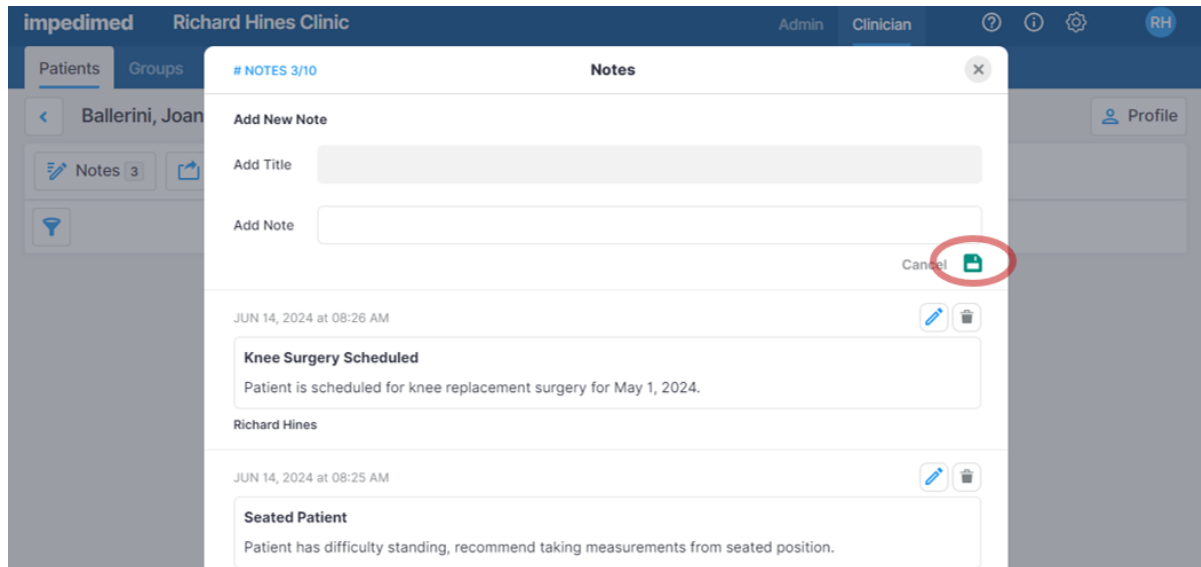 impedimed Richard Hines Clinic Admin Clinician RH
Patients Groups
# NOTES 3/10 Notes
Ballerini, Joan
Profile
Add New Note
Notes 3
Add Title
Add Note
Cancel
JUN 14, 2024 at 08:26 AM
Knee Surgery Scheduled
Patient is scheduled for knee replacement surgery for May 1, 2024.
Richard Hines
JUN 14, 2024 at 08:25 AM
Seated Patient
Patient has difficulty standing, recommend taking measurements from seated position.